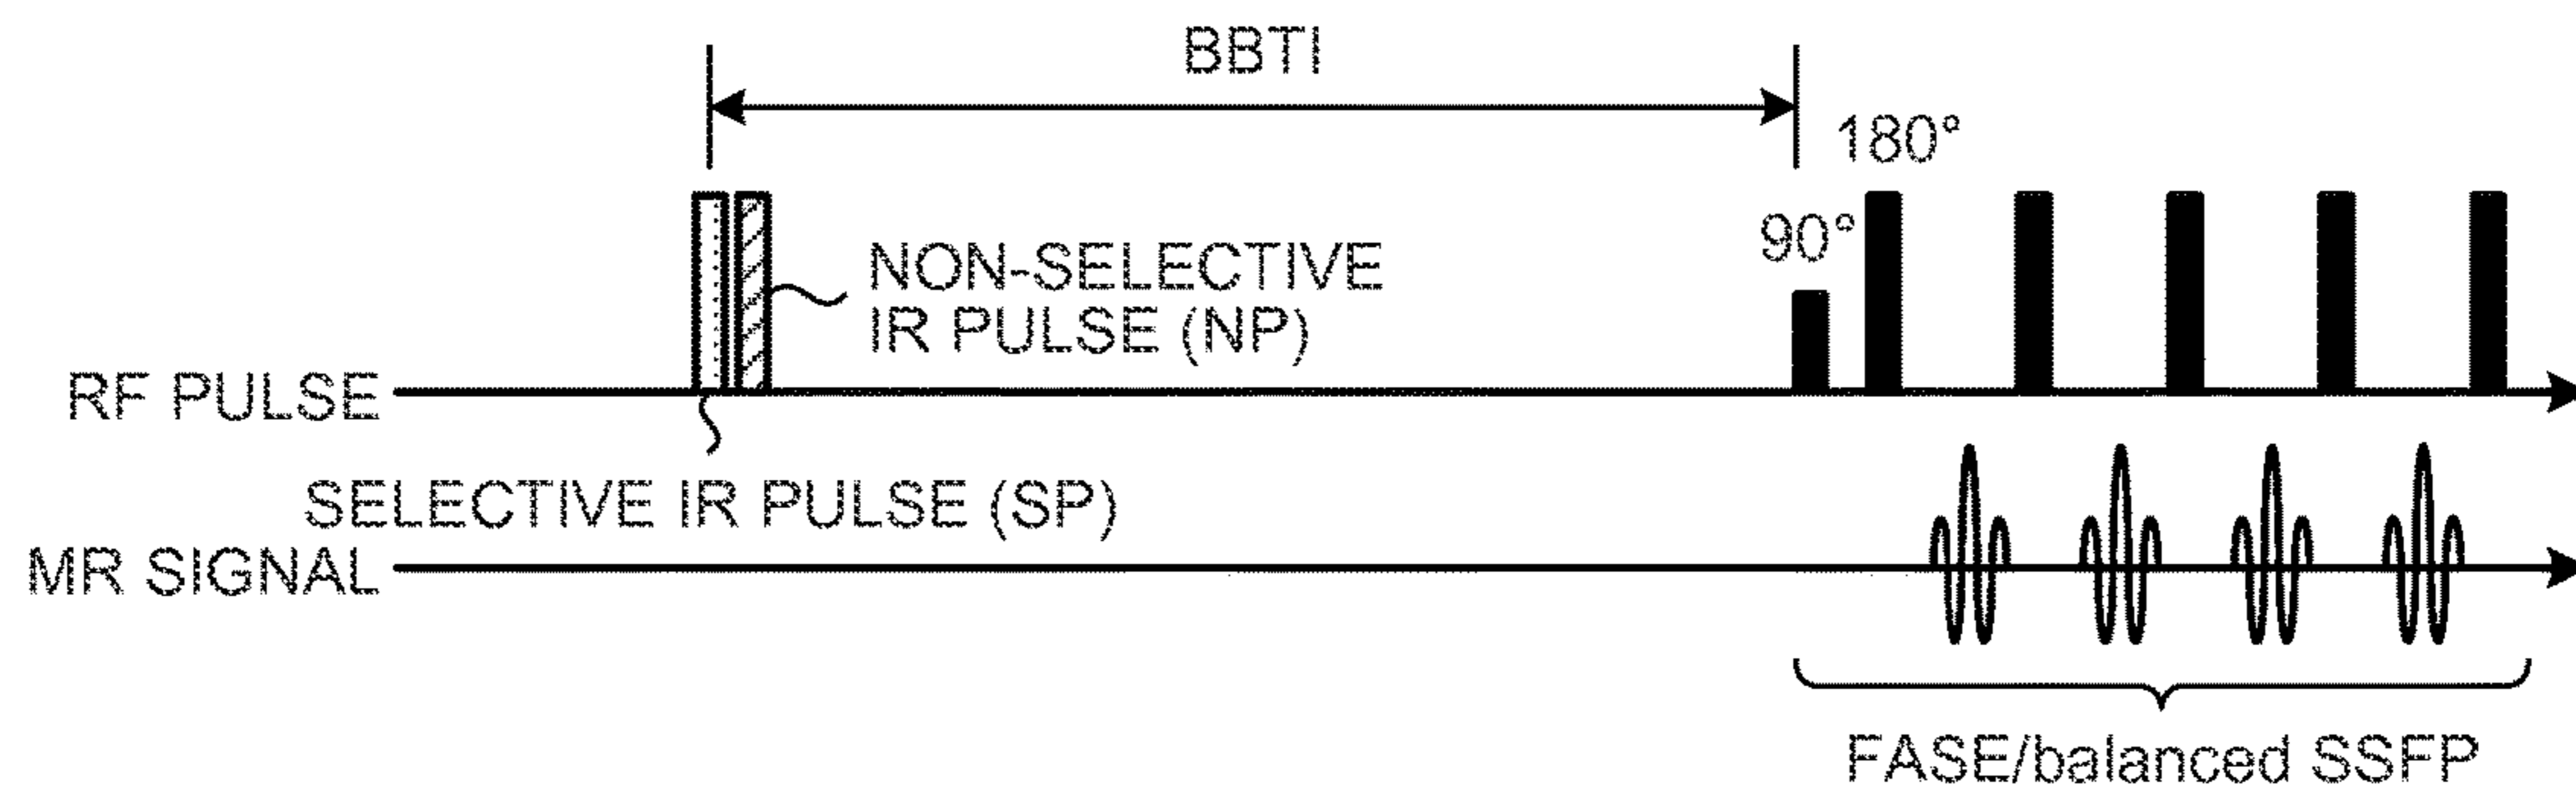 BBTI
180°
90°
NON-SELECTIVE
IR PULSE (NP)
RF PULSE
SELECTIVE IR PULSE (SP)
MR SIGNAL
FASE/balanced SSFP